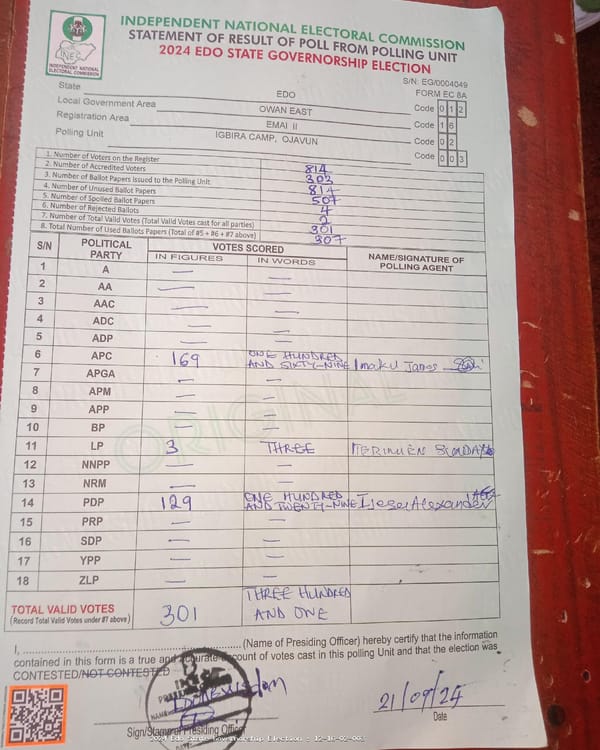 INDEPENDENT NATIONAL ELECTORAL COMMISSION
STATEMENT OF RESULT OF POLL FROM POLLING UNIT
2024 EDO STATE GOVERNORSHIP ELECTION
INEC
INDEPENDENT NATIONAL
ELECTORAL COMMISSION
S/N: EG/0004049
FORM EC 8A
State EDO Code 0 1 2
Local Government Area OWAN EAST Code 1 6
Registration Area EMAI II Code 0 2
Polling Unit IGBIRA CAMP, OJAVUN Code 0 0 3
1. Number of Voters on the Register 814
2. Number of Accredited Voters 303
3. Number of Ballot Papers issued to the Polling Unit 814
4. Number of Unused Ballot Papers 507
5. Number of Spoiled Ballot Papers 4
6. Number of Rejected Ballots 2
7. Number of Total Valid Votes (Total Valid Votes cast for all parties) 301
8. Total Number of Used Ballots Papers (Total of #5 + #6 + #7 above) 307
S/N POLITICAL PARTY VOTES SCORED NAME/SIGNATURE OF POLLING AGENT
IN FIGURES IN WORDS
1 A — —
2 AA — —
3 AAC — —
4 ADC — —
5 ADP — —
6 APC 169 ONE HUNDRED AND SIXTY-NINE Imaku James
7 APGA — —
8 APM — —
9 APP — —
10 BP — —
11 LP 3 THREE
12 NNPP — —
13 NRM — —
14 PDP 129 ONE HUNDRED AND TWENTY-NINE Alexander
15 PRP — —
16 SDP — —
17 YPP — —
18 ZLP — —
ORIGINAL
TOTAL VALID VOTES 301 THREE HUNDRED AND ONE
(Record Total Valid Votes under #7 above)
I, .......... (Name of Presiding Officer) hereby certify that the information
contained in this form is a true and accurate account of votes cast in this polling Unit and that the election was
CONTESTED/NOT CONTESTED
21/09/24
Sign/Stamp of Presiding Officer Date
2024 Edo State Governorship Election : 12-16-02-003